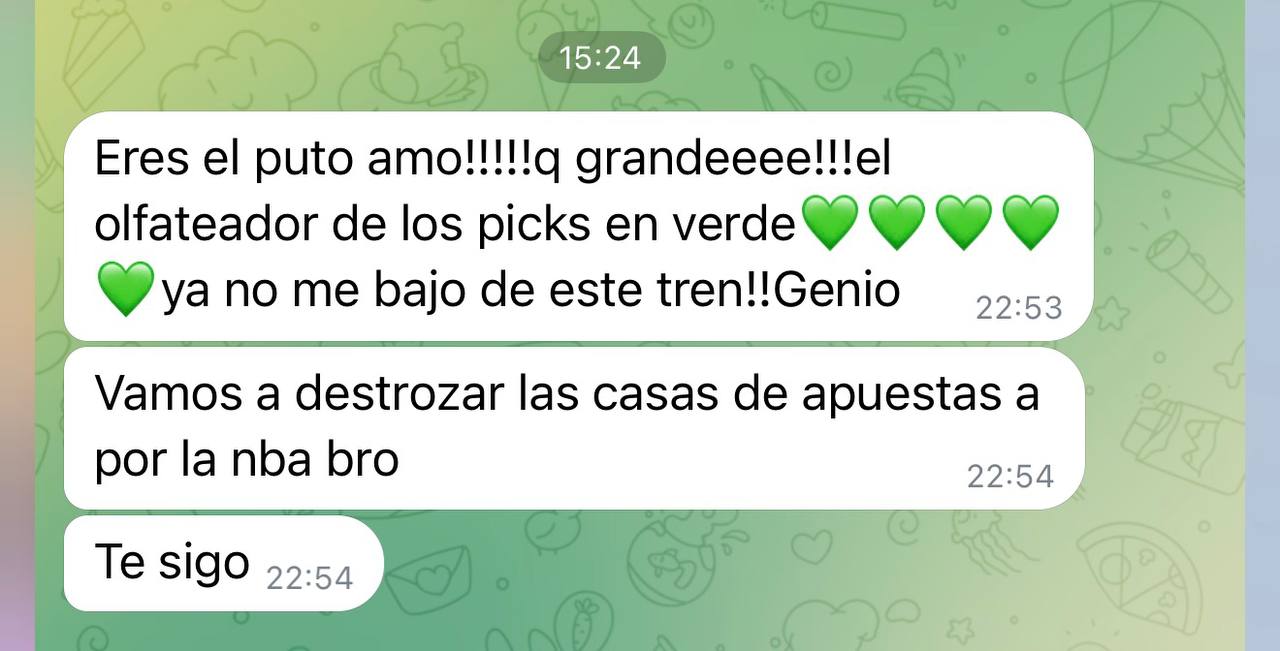 15:24
Eres el puto amo!!!!!q grandeeee!!!el
olfateador de los picks en verde💚💚💚💚
💚ya no me bajo de este tren!!Genio 22:53
Vamos a destrozar las casas de apuestas a
por la nba bro 22:54
Te sigo 22:54